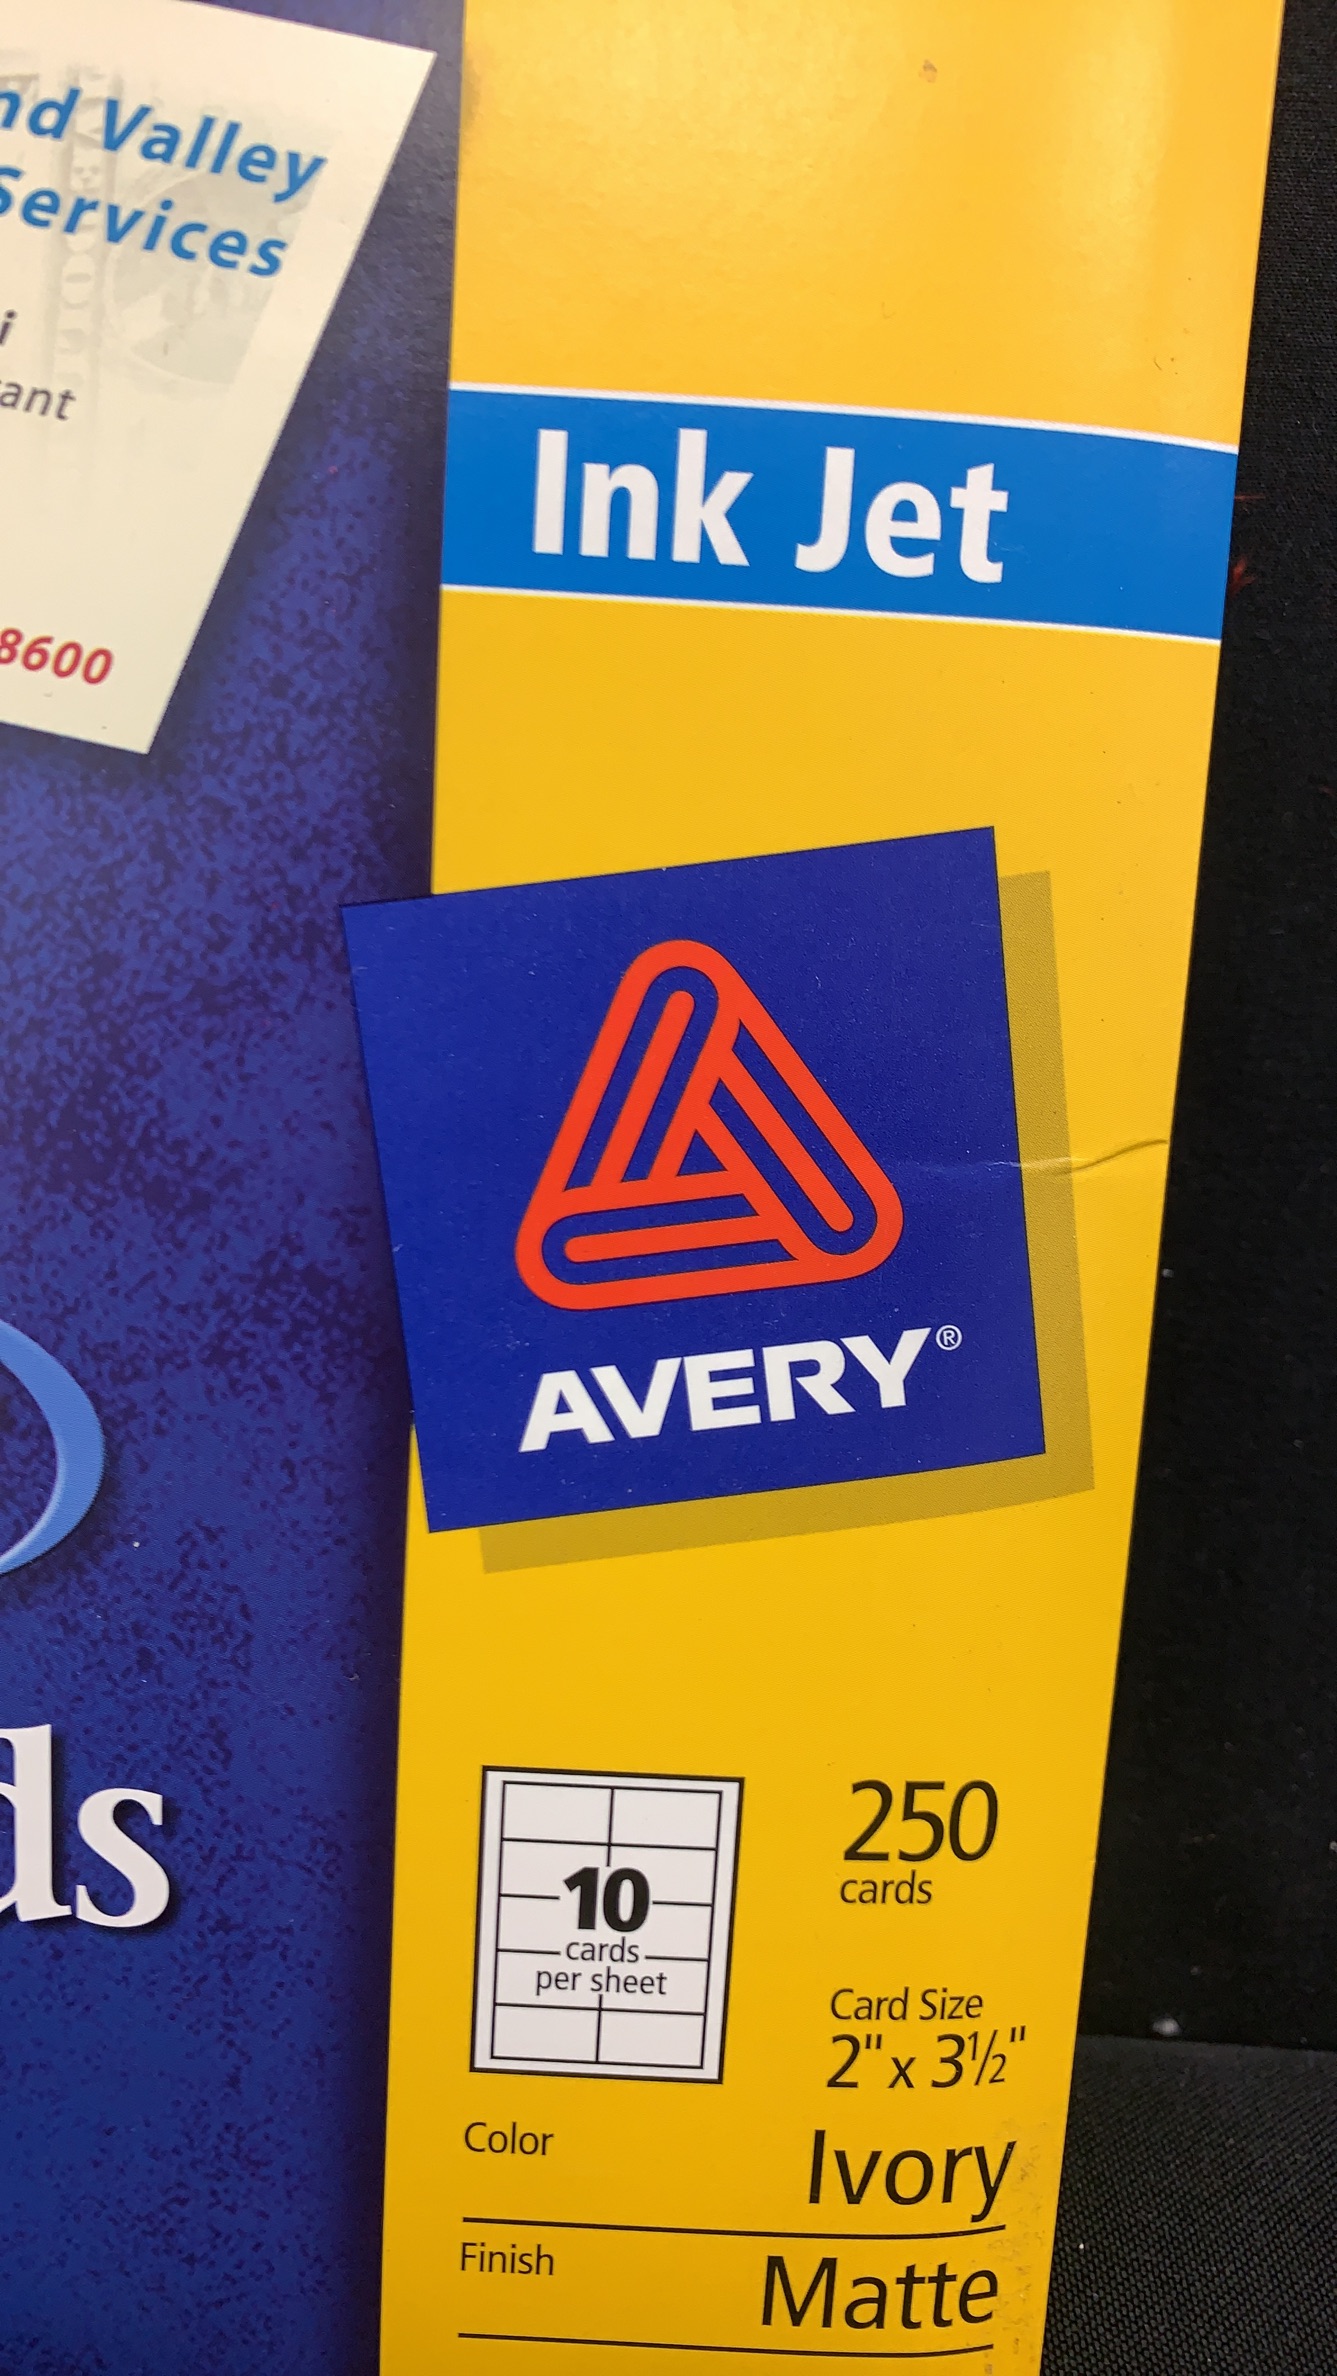 nd Valley
Services
i
ant
8600
ds
Ink Jet
AVERY®
10
cards
per sheet
250
cards
Card Size
2" x 3½"
Color Ivory
Finish Matte